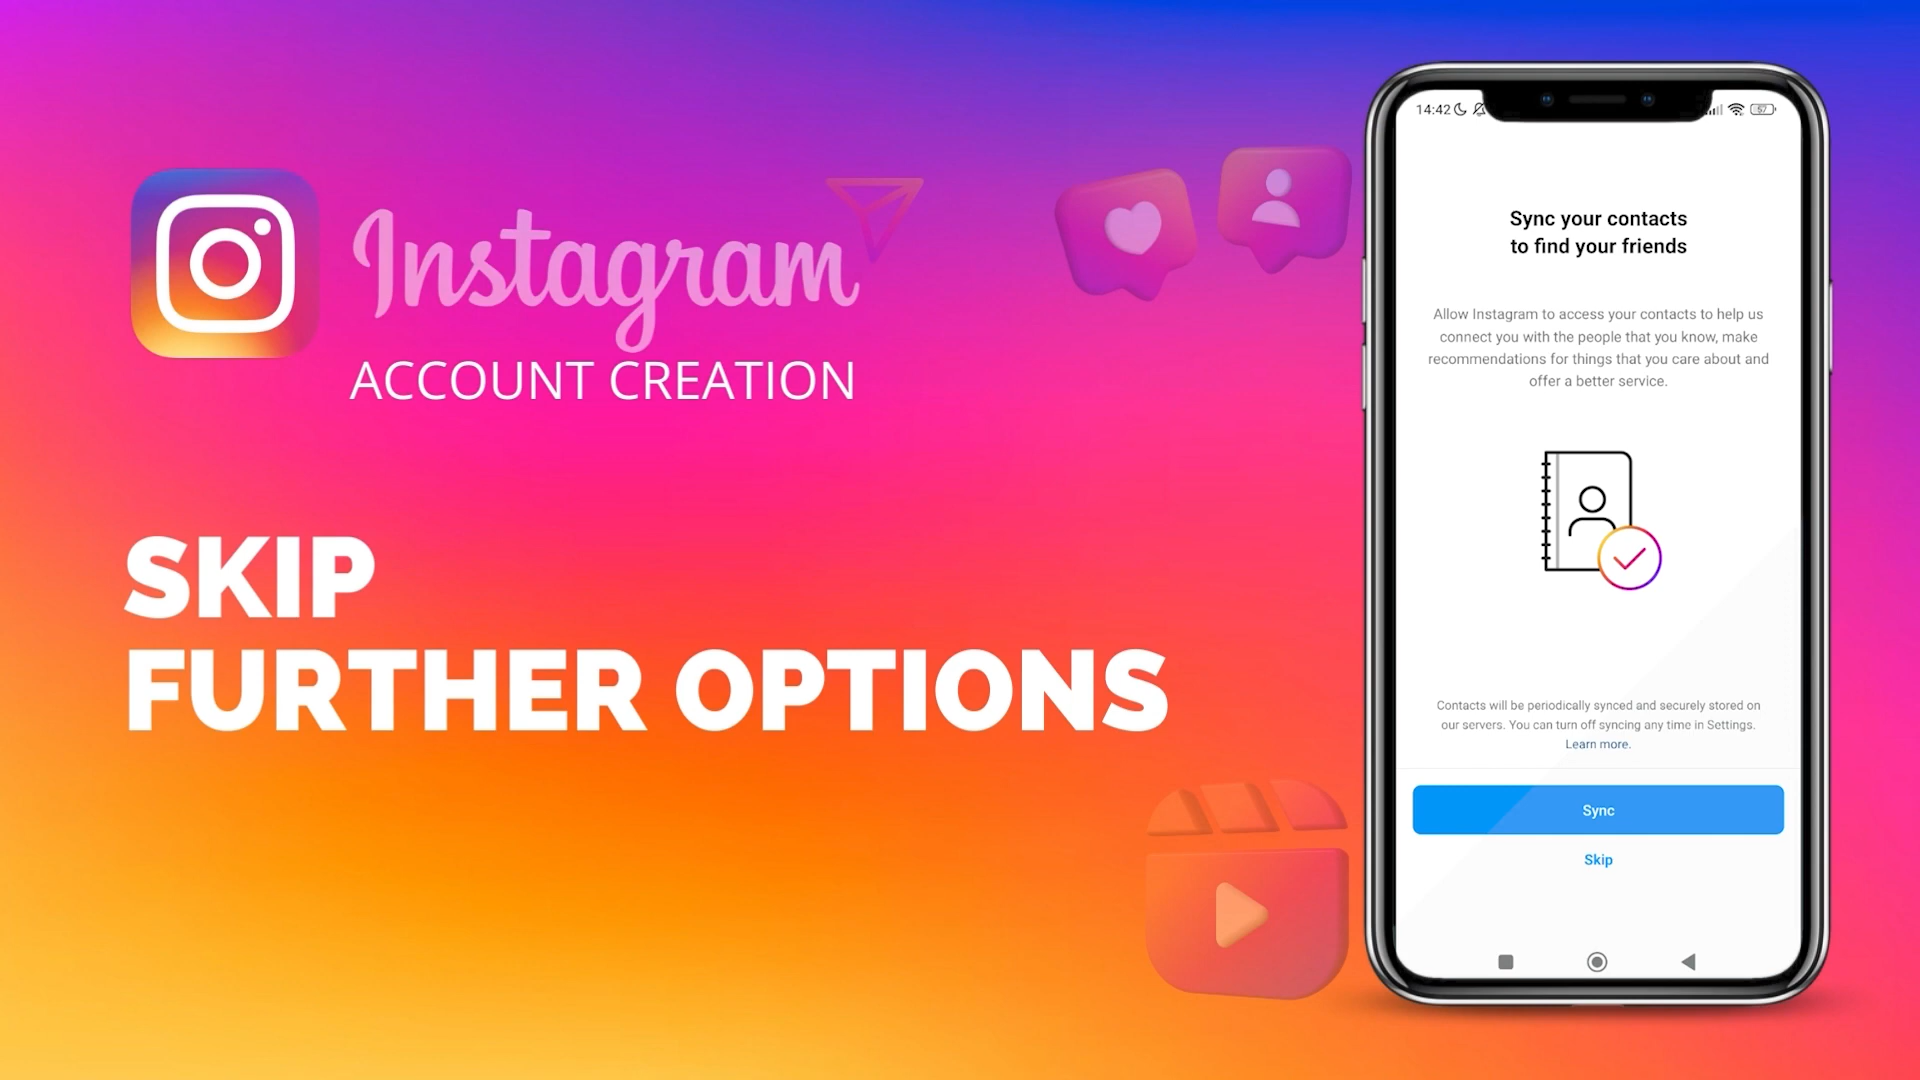 Instagram
ACCOUNT CREATION
SKIP
FURTHER OPTIONS
14:42
57
Sync your contacts
to find your friends
Allow Instagram to access your contacts to help us
connect you with the people that you know, make
recommendations for things that you care about and
offer a better service.
Contacts will be periodically synced and securely stored on
our servers. You can turn off syncing any time in Settings.
Learn more.
Sync
Skip